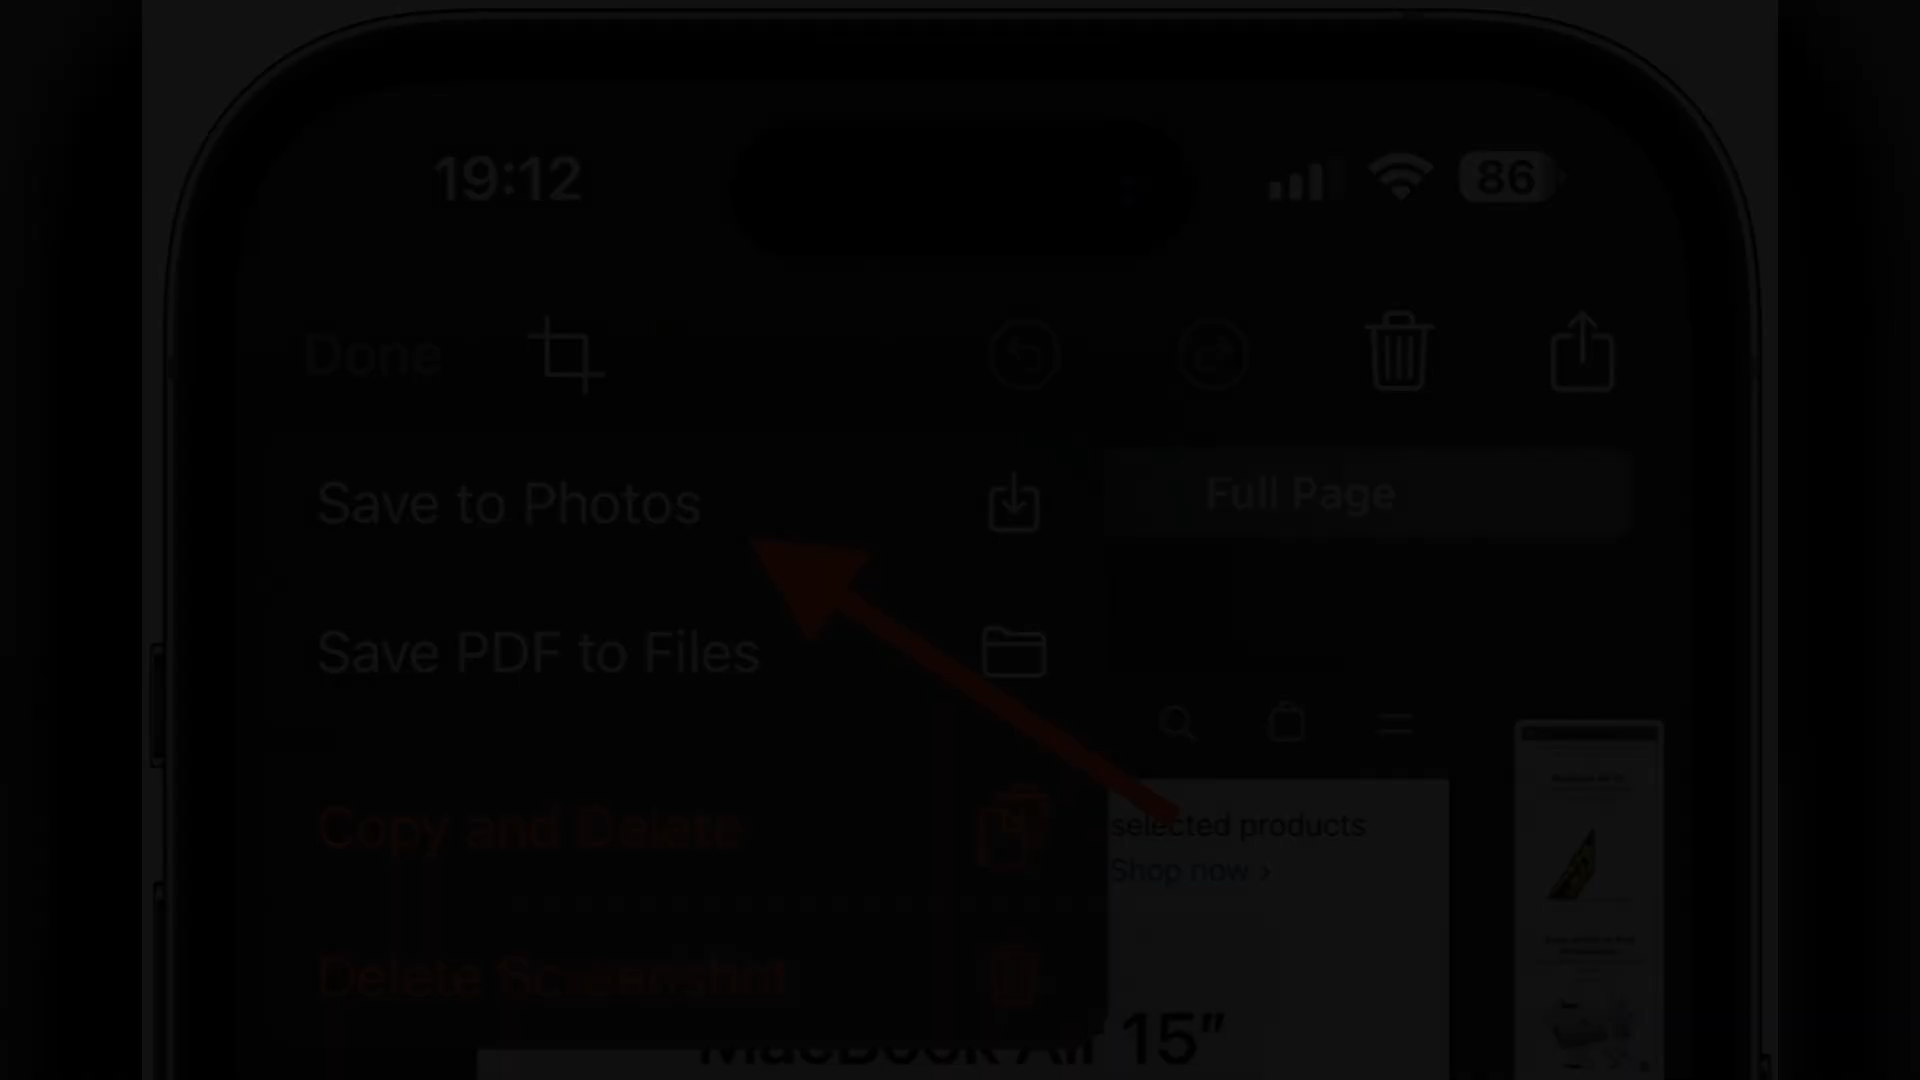 19:12
86
Done
Save to Photos
Full Page
Save PDF to Files
Copy and Delete
selected products
Shop now ›
Delete Screenshot
MacBook Air 15”